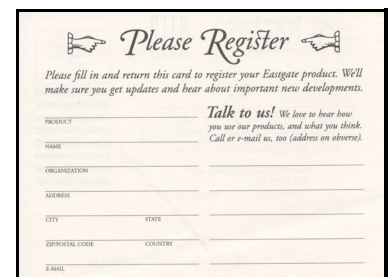 Please Register
Please fill in and return this card to register your Eastgate product. We'll
make sure you get updates and hear about important new developments.
Talk to us! We love to hear how
you use our products, and what you think.
Call or e-mail us, too (address on obverse).
PRODUCT
NAME
ORGANIZATION
ADDRESS
CITY STATE
ZIP/POSTAL CODE COUNTRY
E-MAIL